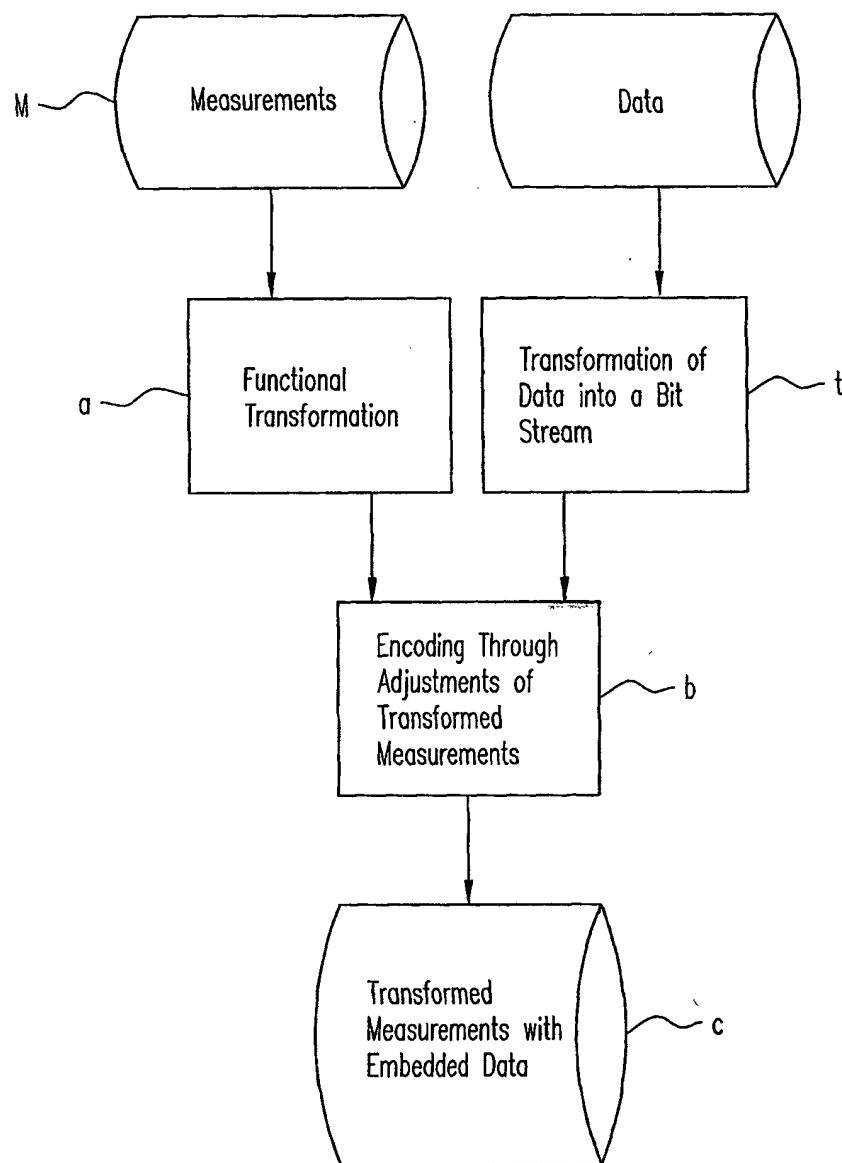 M
Measurements
Data
a
Functional
Transformation
Transformation of
Data into a Bit
Stream
t
Encoding Through
Adjustments of
Transformed
Measurements
b
Transformed
Measurements with
Embedded Data
c